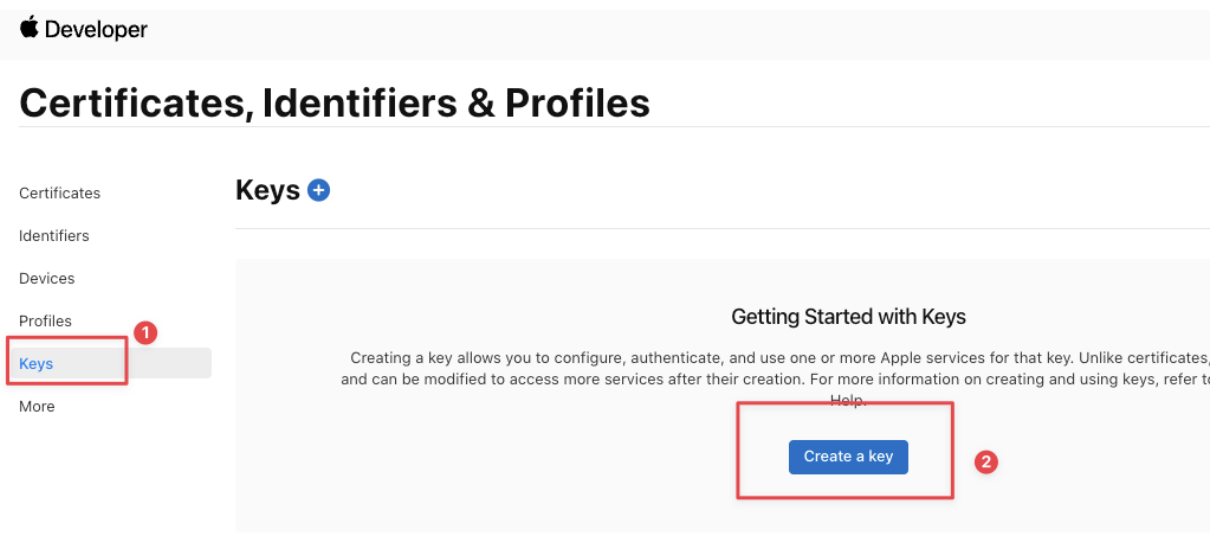 Developer
Certificates, Identifiers & Profiles
Certificates
Identifiers
Devices
Profiles
1
Keys
More
Keys
Getting Started with Keys
Creating a key allows you to configure, authenticate, and use one or more Apple services for that key. Unlike certificates,
and can be modified to access more services after their creation. For more information on creating and using keys, refer to
Help.
Create a key
2